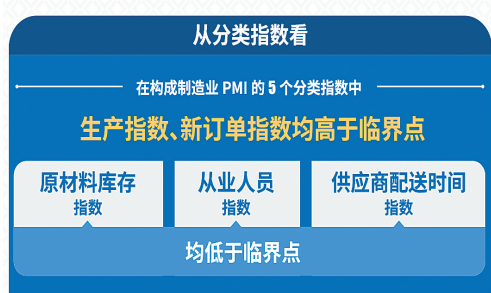 从分类指数看
在构成制造业 PMI 的 5 个分类指数中
生产指数、新订单指数均高于临界点
原材料库存 从业人员 供应商配送时间
指数 指数 指数
均低于临界点